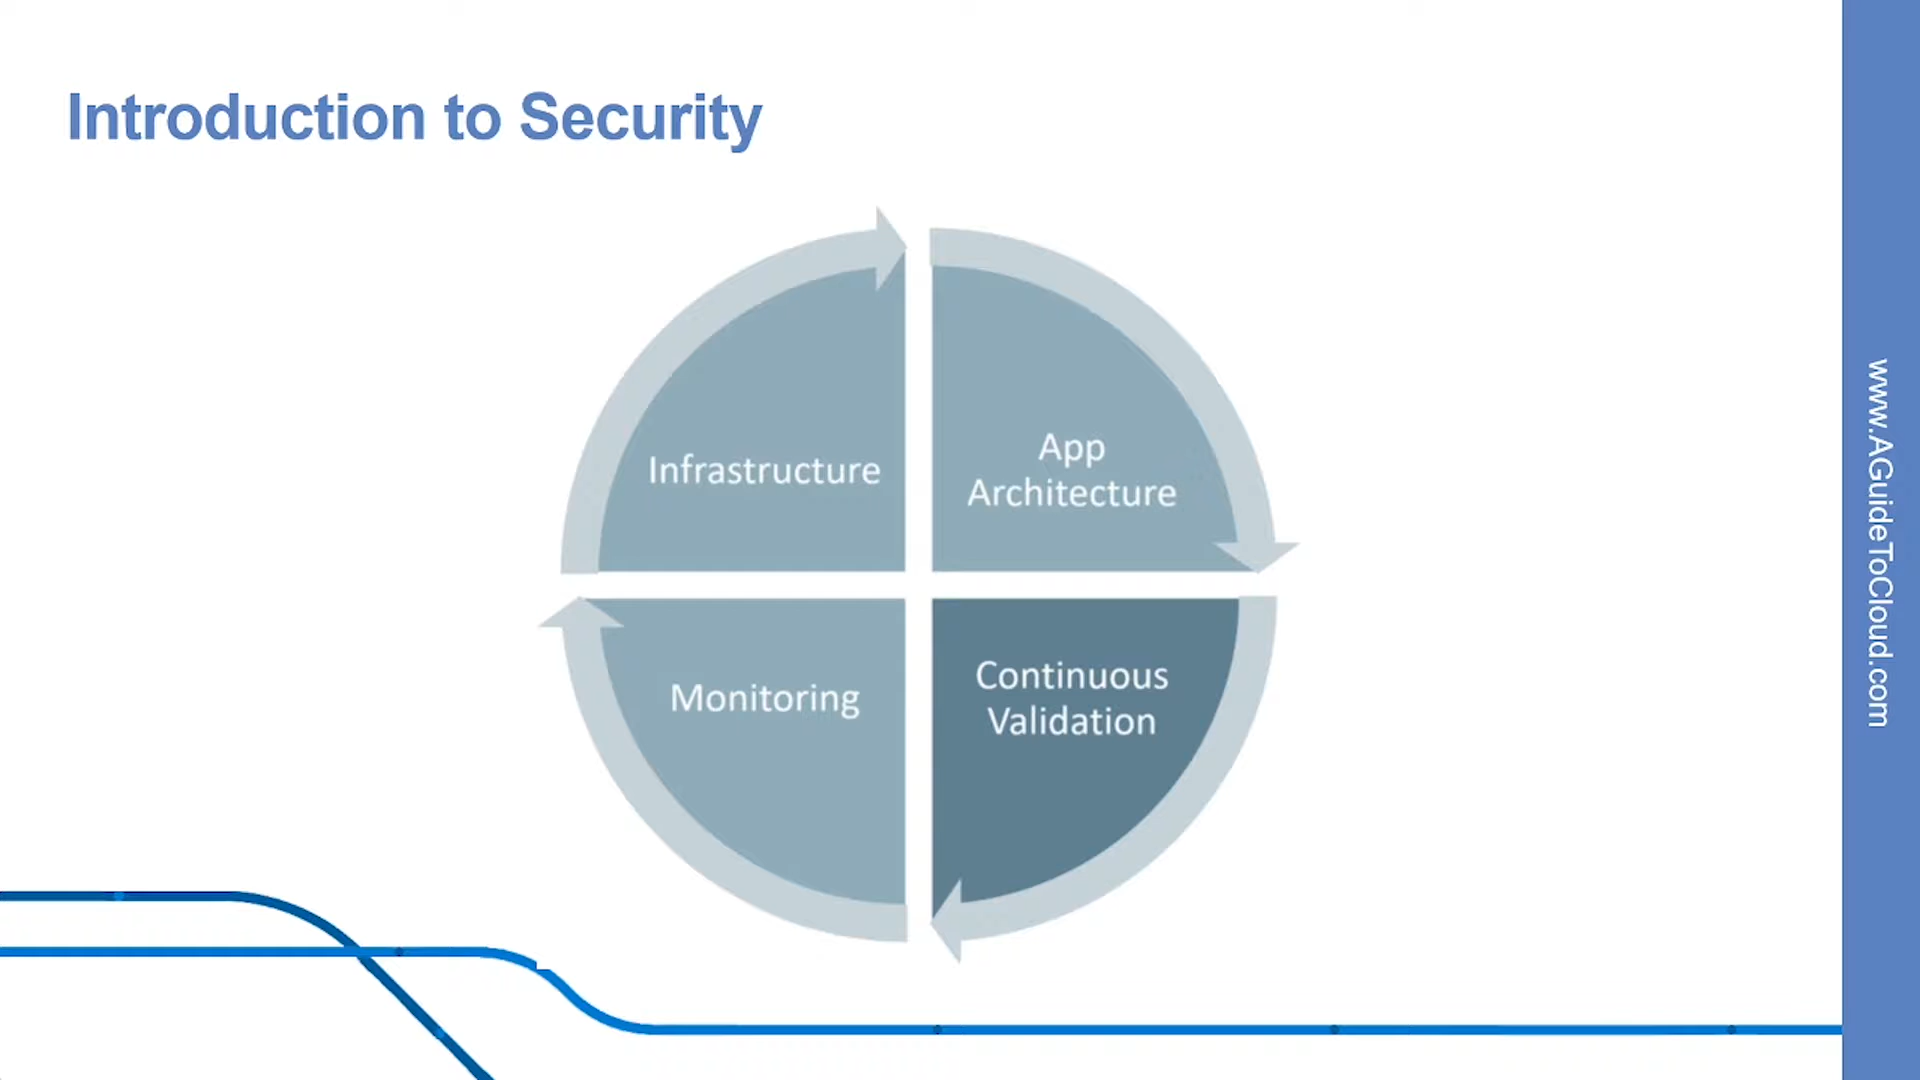 Introduction to Security
Infrastructure
App
Architecture
Monitoring
Continuous
Validation
www.AGuideToCloud.com